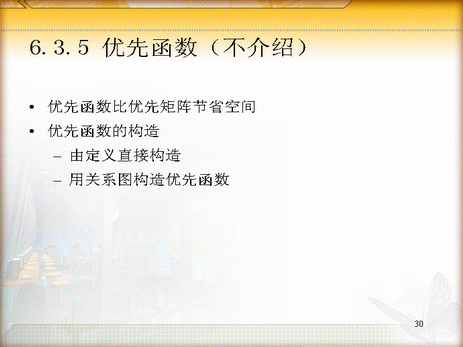 6.3.5 优先函数（不介绍）
• 优先函数比优先矩阵节省空间
• 优先函数的构造
– 由定义直接构造
– 用关系图构造优先函数
30